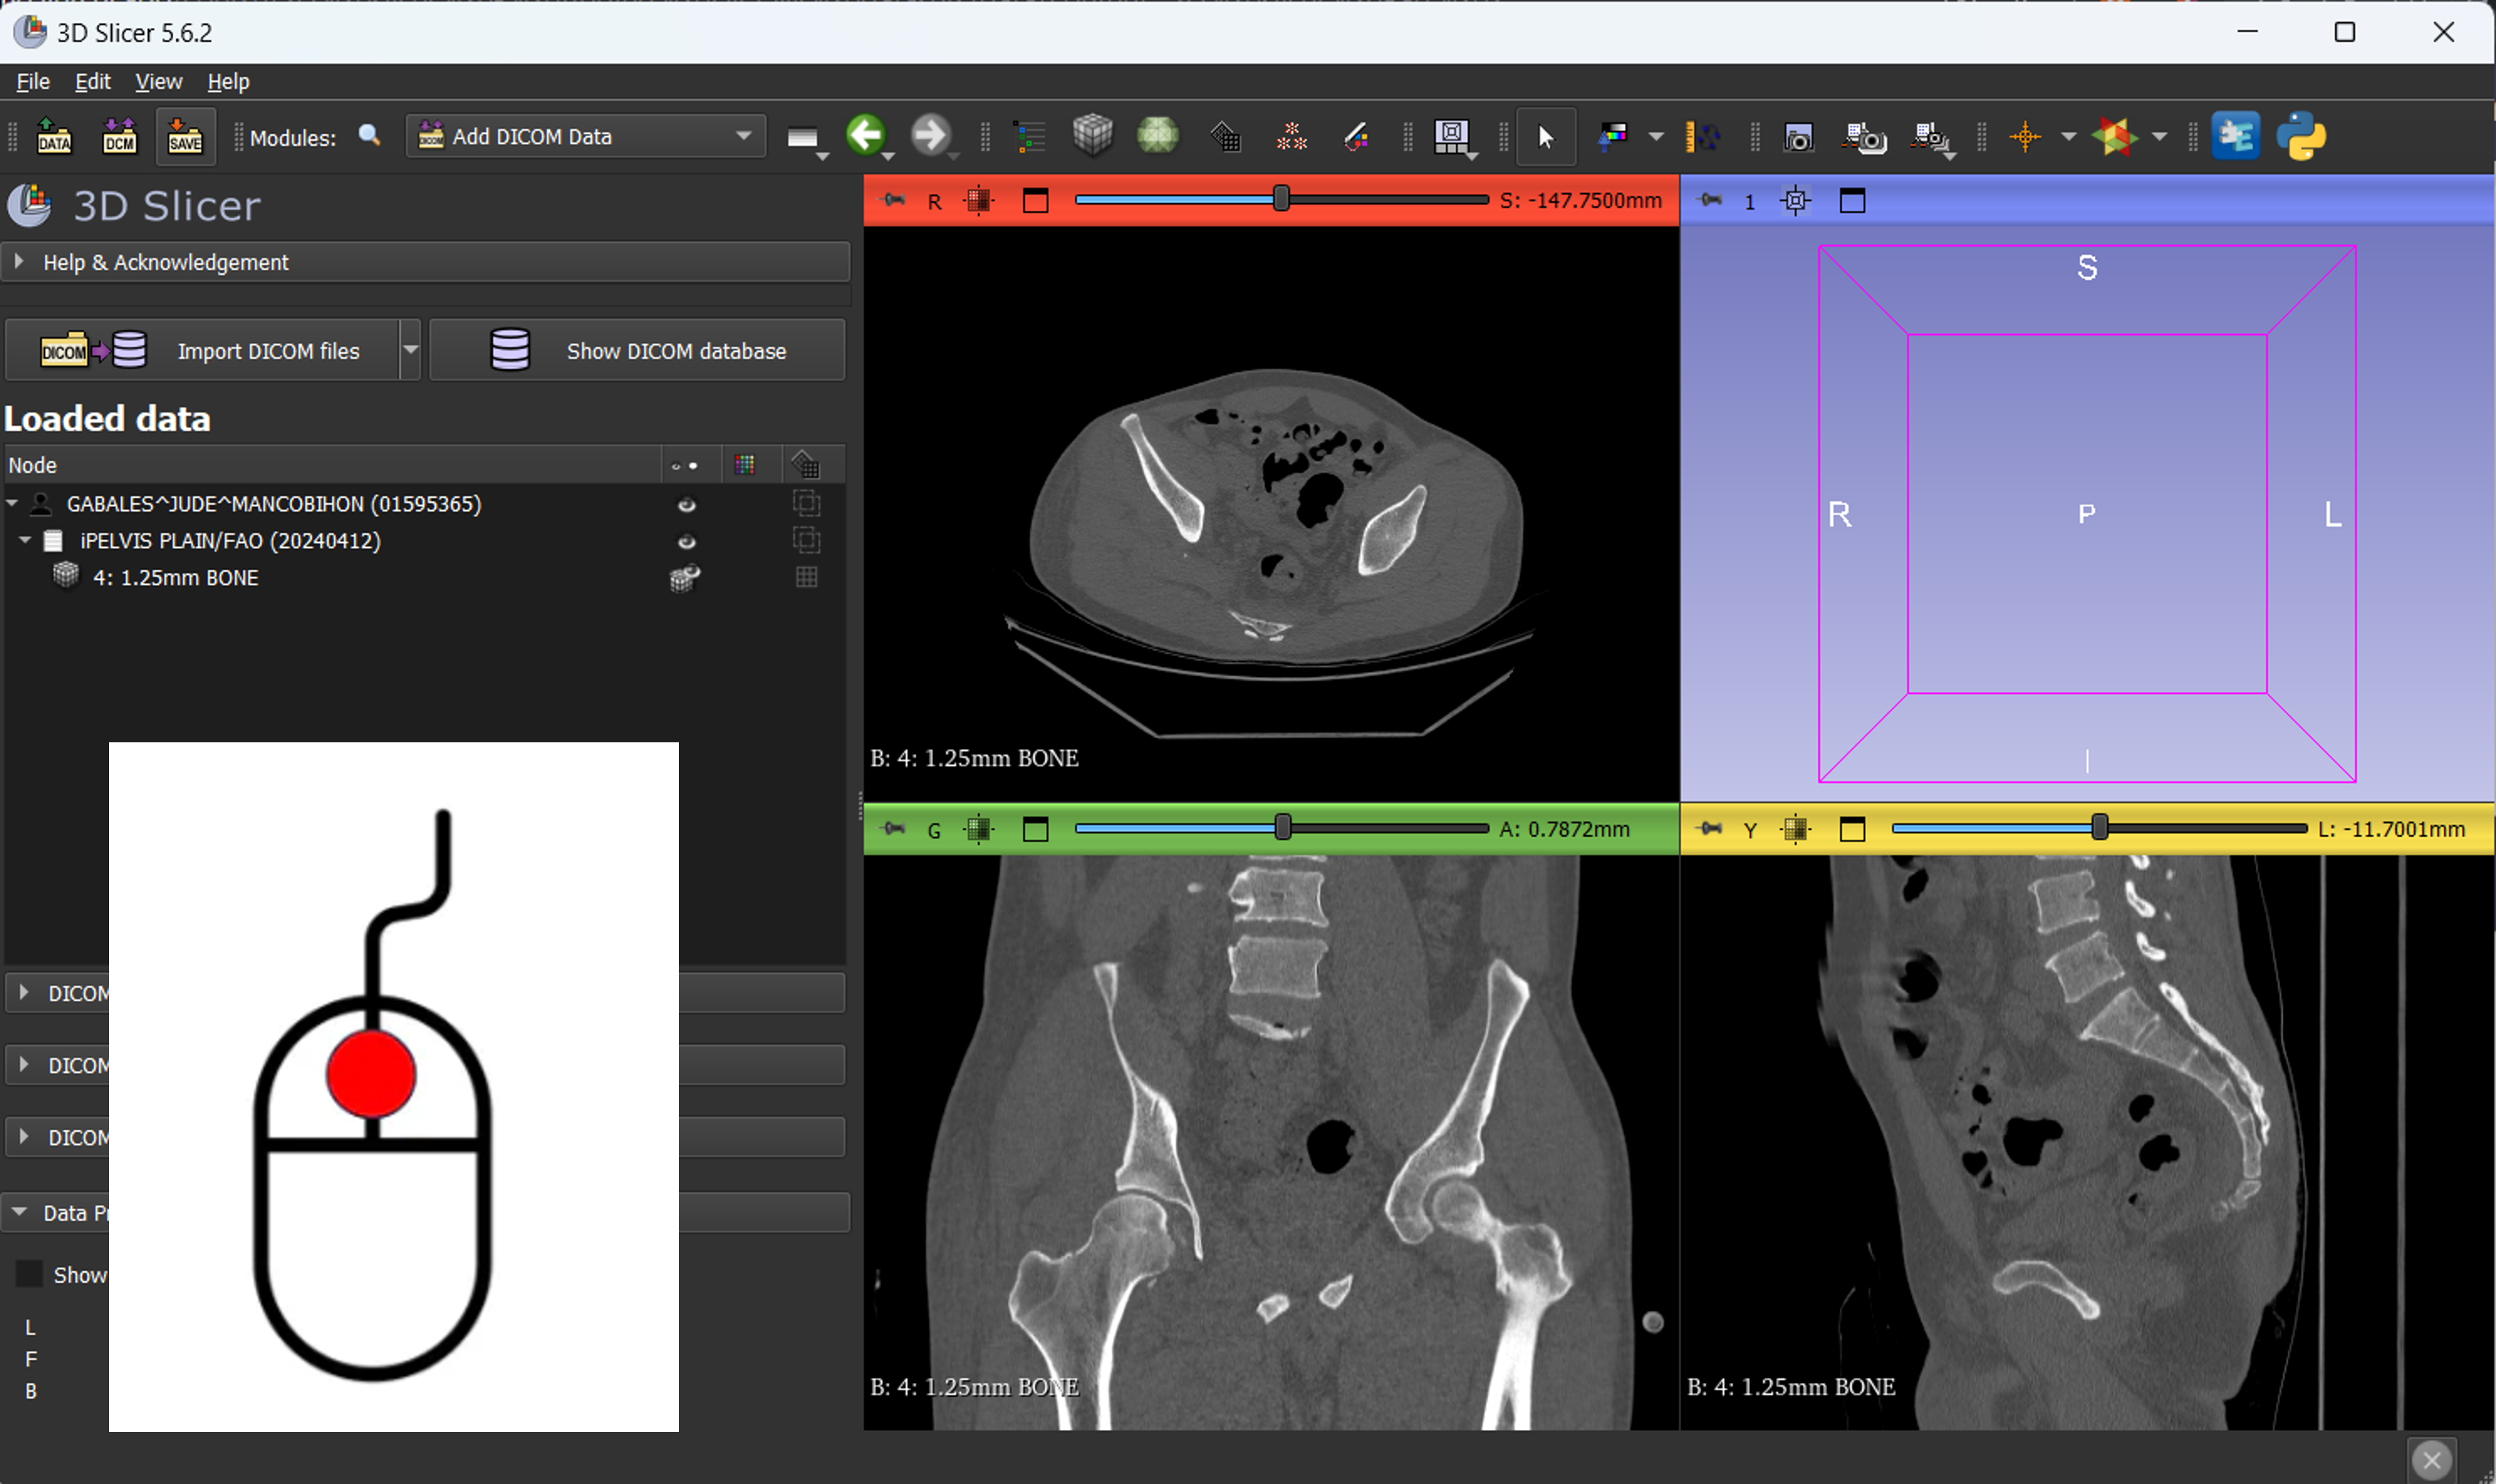 3D Slicer 5.6.2
File Edit View Help
DATA DCM SAVE Modules: Add DICOM Data
3D Slicer
Help & Acknowledgement
DICOM Import DICOM files Show DICOM database
Loaded data
Node
GABALES^JUDE^MANCOBIHON (01595365)
iPELVIS PLAIN/FAO (20240412)
4: 1.25mm BONE
DICOM
DICOM
DICOM
Data Pr
Show
L
F
B
R S: -147.7500mm
B: 4: 1.25mm BONE
1
S
R P L
I
G A: 0.7872mm
B: 4: 1.25mm BONE
Y L: -11.7001mm
B: 4: 1.25mm BONE